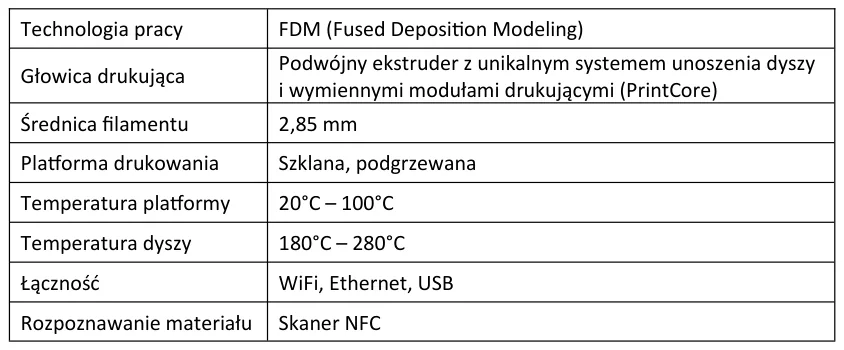 Technologia pracy FDM (Fused Deposition Modeling)
Głowica drukująca Podwójny ekstruder z unikalnym systemem unoszenia dyszy
i wymiennymi modułami drukującymi (PrintCore)
Średnica filamentu 2,85 mm
Platforma drukowania Szklana, podgrzewana
Temperatura platformy 20°C – 100°C
Temperatura dyszy 180°C – 280°C
Łączność WiFi, Ethernet, USB
Rozpoznawanie materiału Skaner NFC